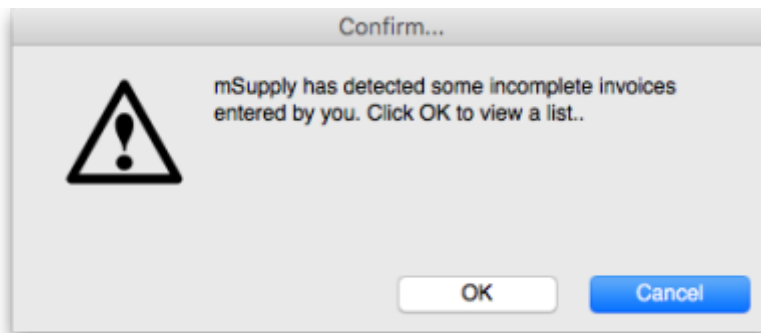 Confirm...
mSupply has detected some incomplete invoices
entered by you. Click OK to view a list..
OK
Cancel